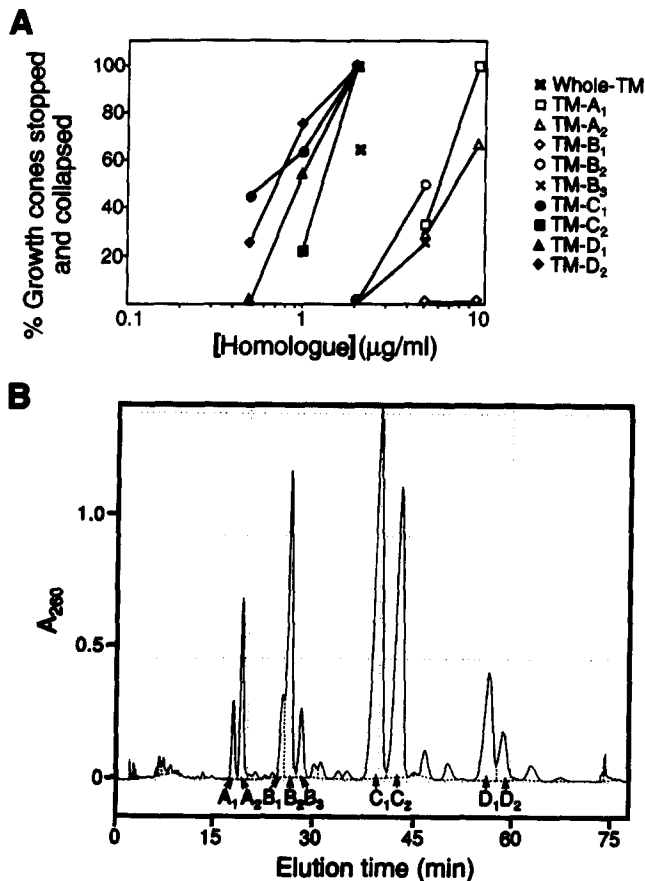 A
% Growth cones stopped
and collapsed
100
80
60
40
20
0.1
1
10
[Homologue] (μg/ml)
Whole-TM
TM-A₁
TM-A₂
TM-B₁
TM-B₂
TM-B₃
TM-C₁
TM-C₂
TM-D₁
TM-D₂
B
A₂₆₀
1.0
0.5
0
A₁ A₂ B₁ B₂ B₃ C₁ C₂ D₁ D₂
0 15 30 45 60 75
Elution time (min)